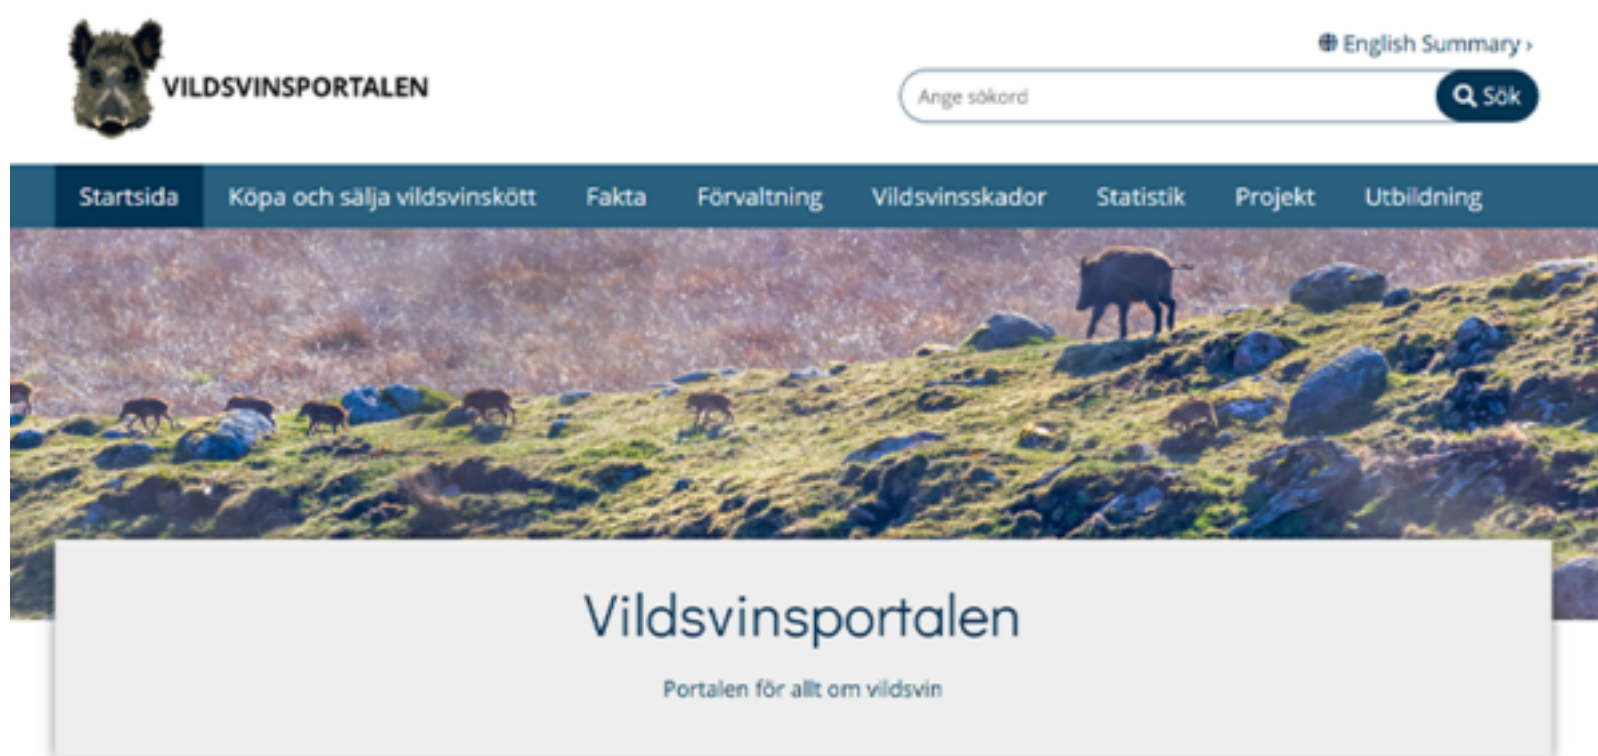 English Summary ›
VILDSVINSPORTALEN
Ange sökord
Sök
Startsida Köpa och sälja vildsvinskött Fakta Förvaltning Vildsvinsskador Statistik Projekt Utbildning
Vildsvinsportalen
Portalen för allt om vildsvin